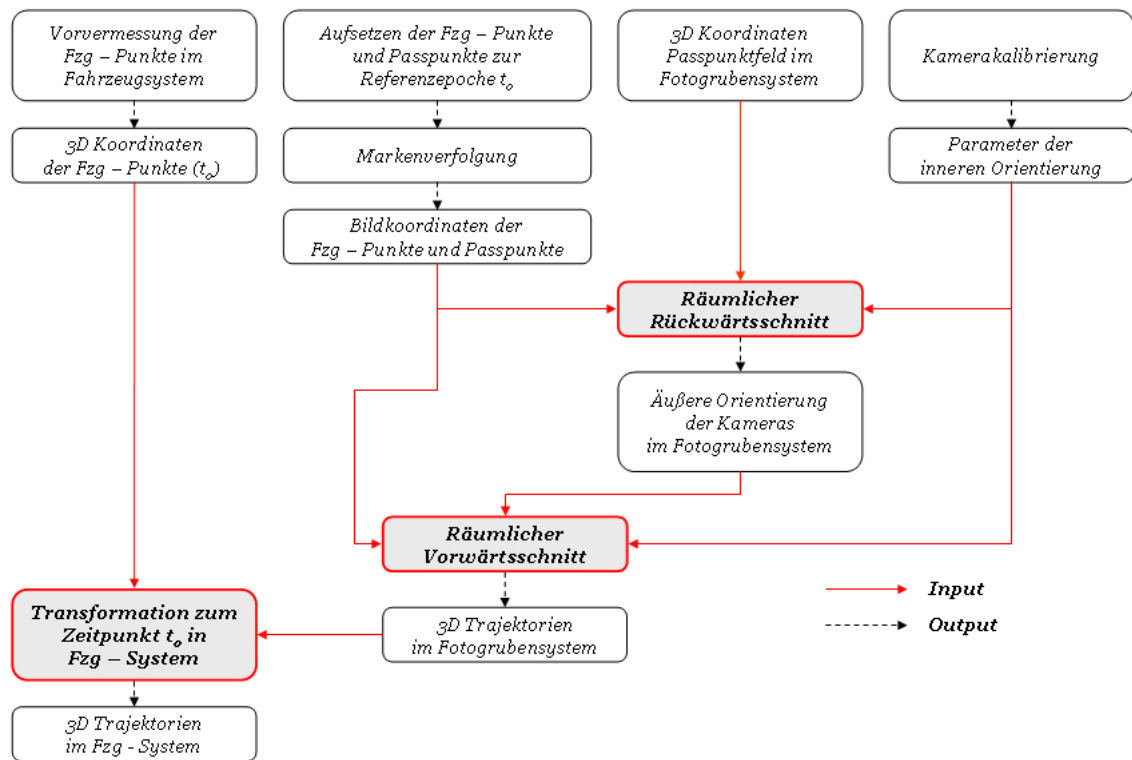 Vorvermessung der
Fzg – Punkte im
Fahrzeugsystem
Aufsetzen der Fzg – Punkte
und Passpunkte zur
Referenzepoche t₀
3D Koordinaten
Passpunktfeld im
Fotogrubensystem
Kamerakalibrierung
3D Koordinaten
der Fzg – Punkte (t₀)
Markenverfolgung
Parameter der
inneren Orientierung
Bildkoordinaten der
Fzg – Punkte und Passpunkte
Räumlicher
Rückwärtsschnitt
Äußere Orientierung
der Kameras
im Fotogrubensystem
Räumlicher
Vorwärtsschnitt
Transformation zum
Zeitpunkt t₀ in
Fzg – System
3D Trajektorien
im Fotogrubensystem
Input
Output
3D Trajektorien
im Fzg - System